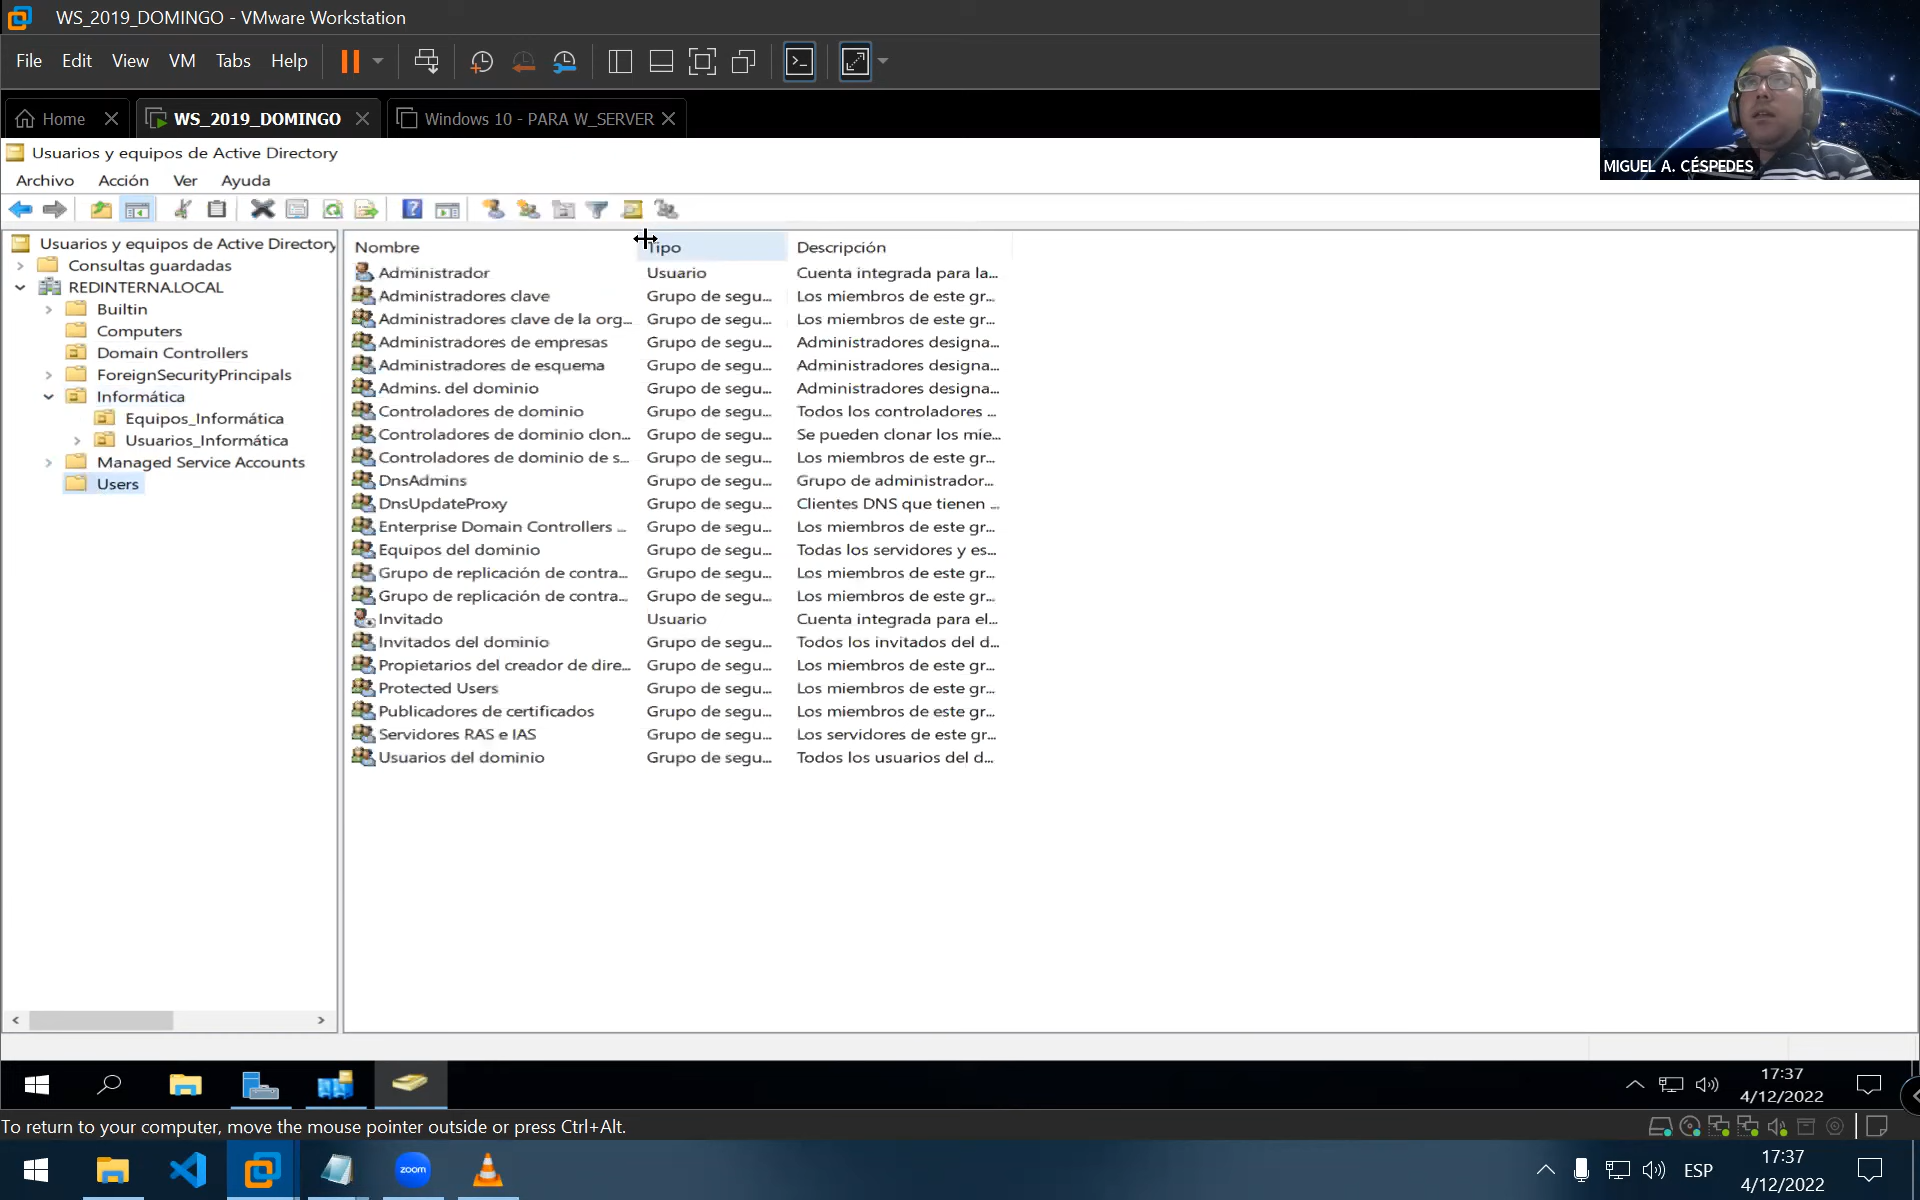 WS_2019_DOMINGO - VMware Workstation
File Edit View VM Tabs Help
Home WS_2019_DOMINGO Windows 10 - PARA W_SERVER
MIGUEL A. CÉSPEDES
Usuarios y equipos de Active Directory
Archivo Acción Ver Ayuda
Usuarios y equipos de Active Directory
Consultas guardadas
REDINTERNA.LOCAL
Builtin
Computers
Domain Controllers
ForeignSecurityPrincipals
Informática
Equipos_Informática
Usuarios_Informática
Managed Service Accounts
Users
Nombre Tipo Descripción
Administrador Usuario Cuenta integrada para la...
Administradores clave Grupo de segu... Los miembros de este gr...
Administradores clave de la org... Grupo de segu... Los miembros de este gr...
Administradores de empresas Grupo de segu... Administradores designa...
Administradores de esquema Grupo de segu... Administradores designa...
Admins. del dominio Grupo de segu... Administradores designa...
Controladores de dominio Grupo de segu... Todos los controladores ...
Controladores de dominio clon... Grupo de segu... Se pueden clonar los mie...
Controladores de dominio de s... Grupo de segu... Los miembros de este gr...
DnsAdmins Grupo de segu... Grupo de administrador...
DnsUpdateProxy Grupo de segu... Clientes DNS que tienen ...
Enterprise Domain Controllers ... Grupo de segu... Los miembros de este gr...
Equipos del dominio Grupo de segu... Todas los servidores y es...
Grupo de replicación de contra... Grupo de segu... Los miembros de este gr...
Grupo de replicación de contra... Grupo de segu... Los miembros de este gr...
Invitado Usuario Cuenta integrada para el...
Invitados del dominio Grupo de segu... Todos los invitados del d...
Propietarios del creador de dire... Grupo de segu... Los miembros de este gr...
Protected Users Grupo de segu... Los miembros de este gr...
Publicadores de certificados Grupo de segu... Los miembros de este gr...
Servidores RAS e IAS Grupo de segu... Los servidores de este gr...
Usuarios del dominio Grupo de segu... Todos los usuarios del d...
17:37
4/12/2022
To return to your computer, move the mouse pointer outside or press Ctrl+Alt.
zoom
ESP
17:37
4/12/2022